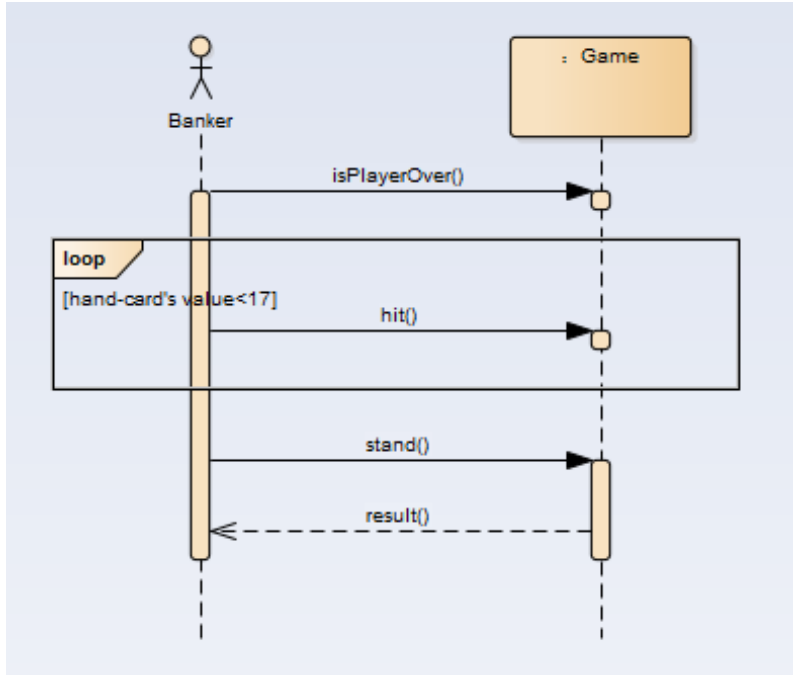 : Game
Banker
isPlayerOver()
loop
[hand-card's value<17]
hit()
stand()
result()